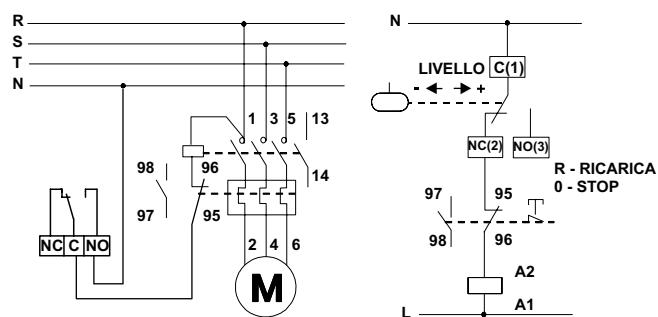 R
S
T
N
1 3 5 13
98 96 14
97 95
NC C NO
2 4 6
M
N
LIVELLO C(1)
- +
NC(2) NO(3)
R - RICARICA
0 - STOP
97 95
98 96
A2
L A1